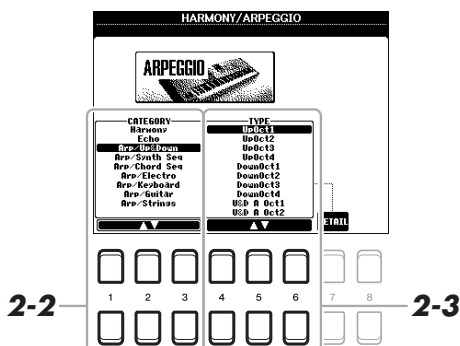 HARMONY/ARPEGGIO
ARPEGGIO
CATEGORY
Harmony
Echo
Arp/Up&Down
Arp/Synth Seq
Arp/Chord Seq
Arp/Electro
Arp/Keyboard
Arp/Guitar
Arp/Strings
TYPE
UpOct1
UpOct2
UpOct3
UpOct4
DownOct1
DownOct2
DownOct3
DownOct4
U&D A Oct1
U&D A Oct2
ETAIL
1 2 3 4 5 6 7 8
2-2
2-3